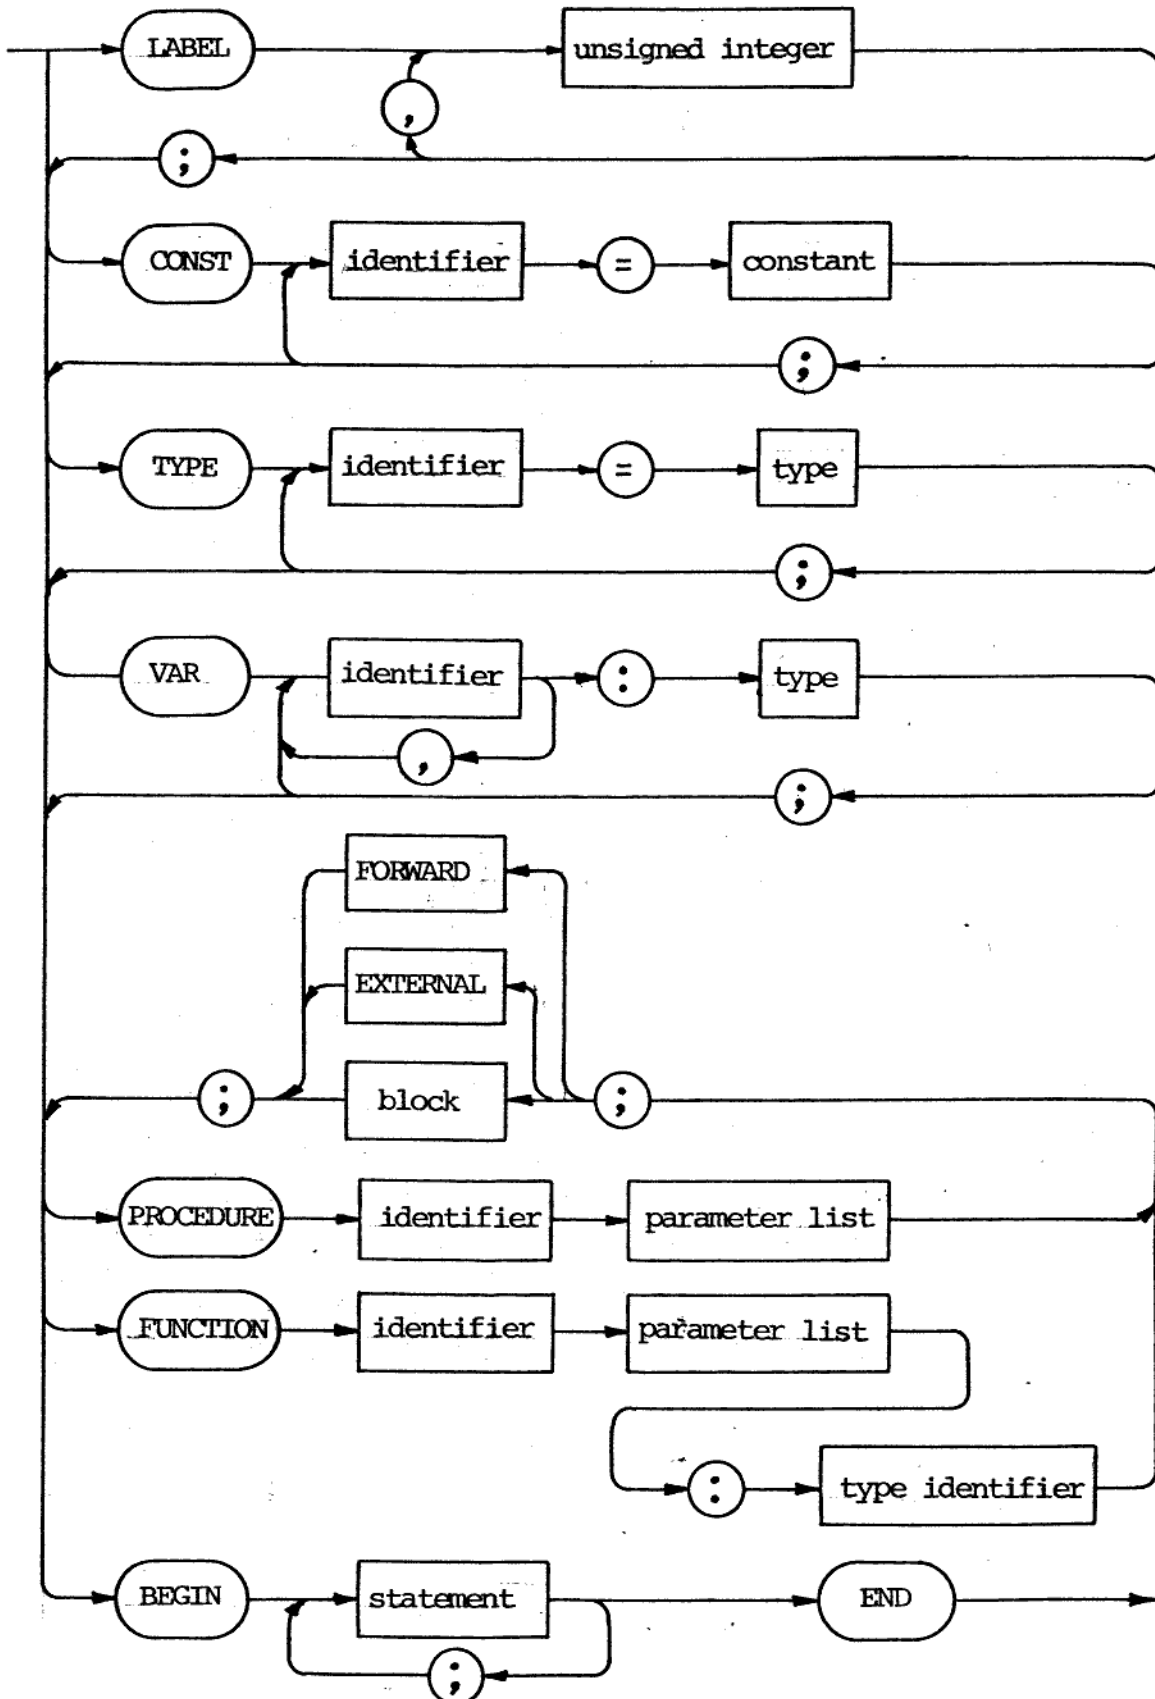 LABEL unsigned integer
,
;
CONST identifier = constant
;
TYPE identifier = type
;
VAR identifier : type
,
;
FORWARD
EXTERNAL
; block ;
PROCEDURE identifier parameter list
FUNCTION identifier parameter list
: type identifier
BEGIN statement END
;